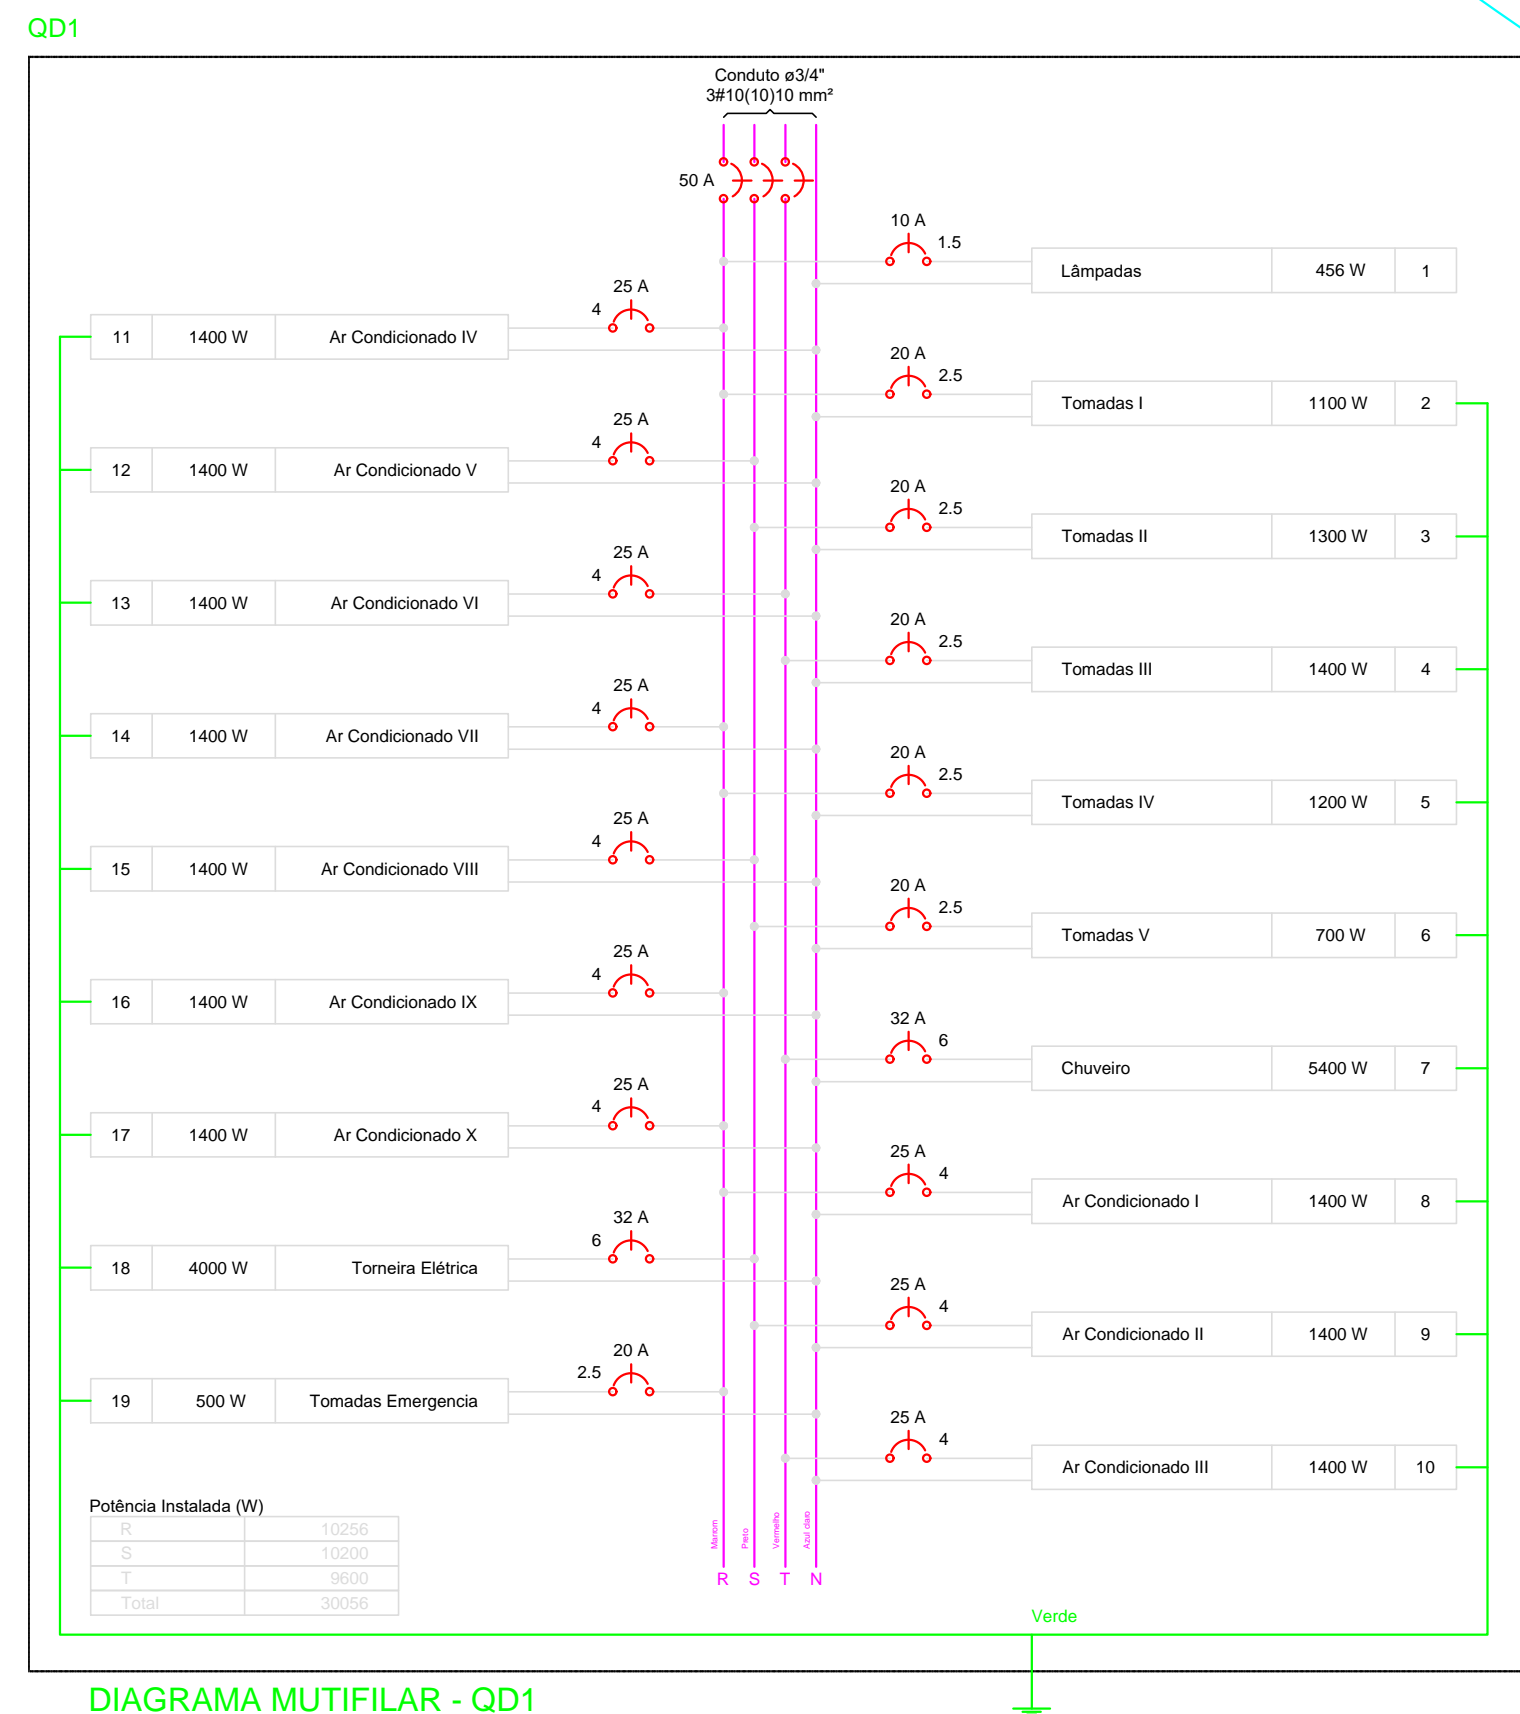 QD1
Conduto ø3/4"
3#10(10)10 mm²
50 A
10 A
1.5
Lâmpadas 456 W 1
25 A
4
11 1400 W Ar Condicionado IV
20 A
2.5
Tomadas I 1100 W 2
25 A
4
12 1400 W Ar Condicionado V
20 A
2.5
Tomadas II 1300 W 3
25 A
4
13 1400 W Ar Condicionado VI
20 A
2.5
Tomadas III 1400 W 4
25 A
4
14 1400 W Ar Condicionado VII
20 A
2.5
Tomadas IV 1200 W 5
25 A
4
15 1400 W Ar Condicionado VIII
20 A
2.5
Tomadas V 700 W 6
25 A
4
16 1400 W Ar Condicionado IX
32 A
6
Chuveiro 5400 W 7
25 A
4
17 1400 W Ar Condicionado X
25 A
4
Ar Condicionado I 1400 W 8
32 A
6
18 4000 W Torneira Elétrica
25 A
4
Ar Condicionado II 1400 W 9
20 A
2.5
19 500 W Tomadas Emergencia
25 A
4
Ar Condicionado III 1400 W 10
Potência Instalada (W)
R 10256
S 10200
T 9600
Total 30056
Marrom
Preto
Vermelho
Azul claro
R S T N
Verde
DIAGRAMA MUTIFILAR - QD1